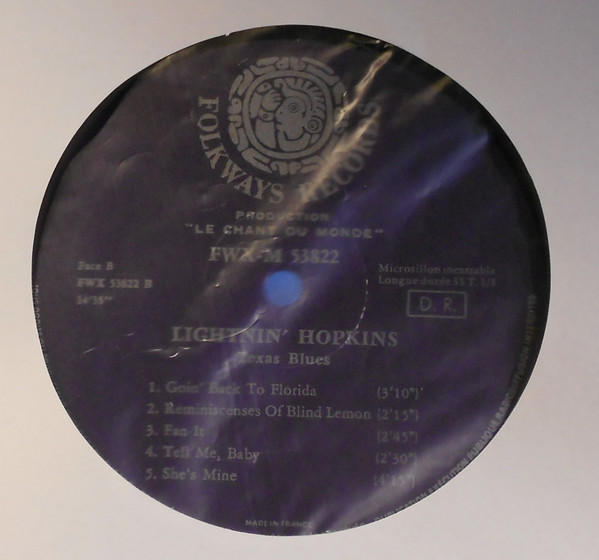 FOLKWAYS RECORDS
PRODUCTION
"LE CHANT DU MONDE"
FWX-M 53822
Face B
FWX 53822 B
14'35"
Microsillon incassable
Longue durée 33 T. 1/3
D. R.
LIGHTNIN' HOPKINS
Texas Blues
1. Goin' Back To Florida (3'10")
2. Reminiscenses Of Blind Lemon (2'15")
3. Fan It (2'45")
4. Tell Me, Baby (2'30")
5. She's Mine (4'15")
MADE IN FRANCE